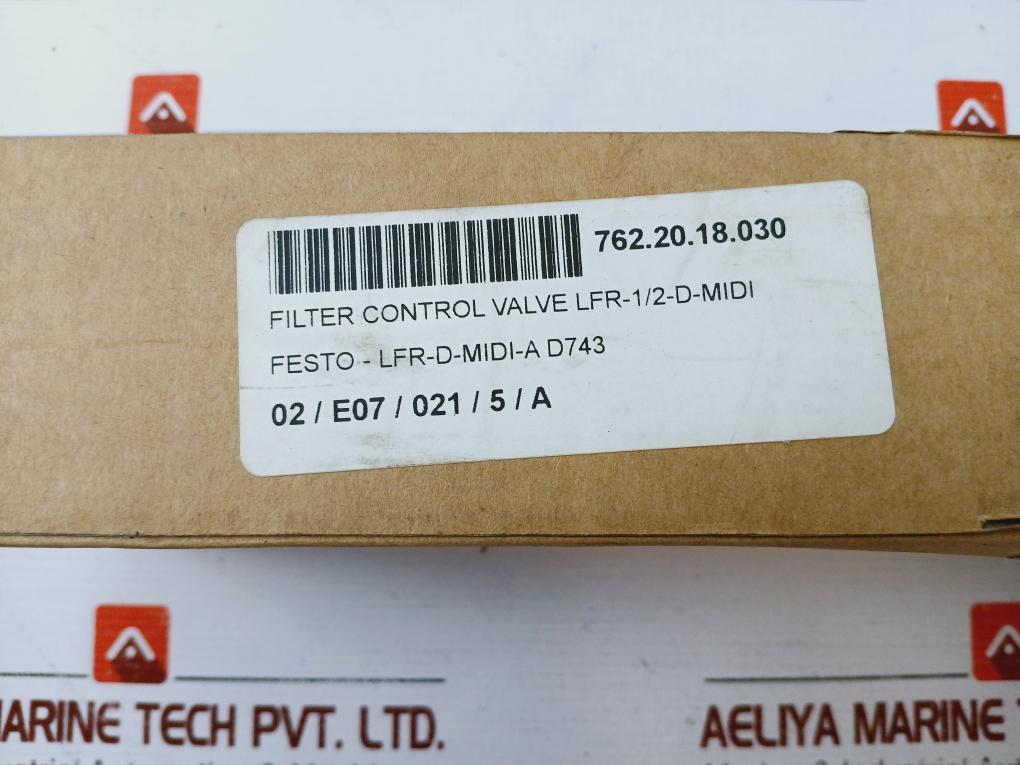 762.20.18.030
FILTER CONTROL VALVE LFR-1/2-D-MIDI
FESTO - LFR-D-MIDI-A D743
02 / E07 / 021 / 5 / A
MARINE TECH PVT. LTD.
AELIYA MARINE